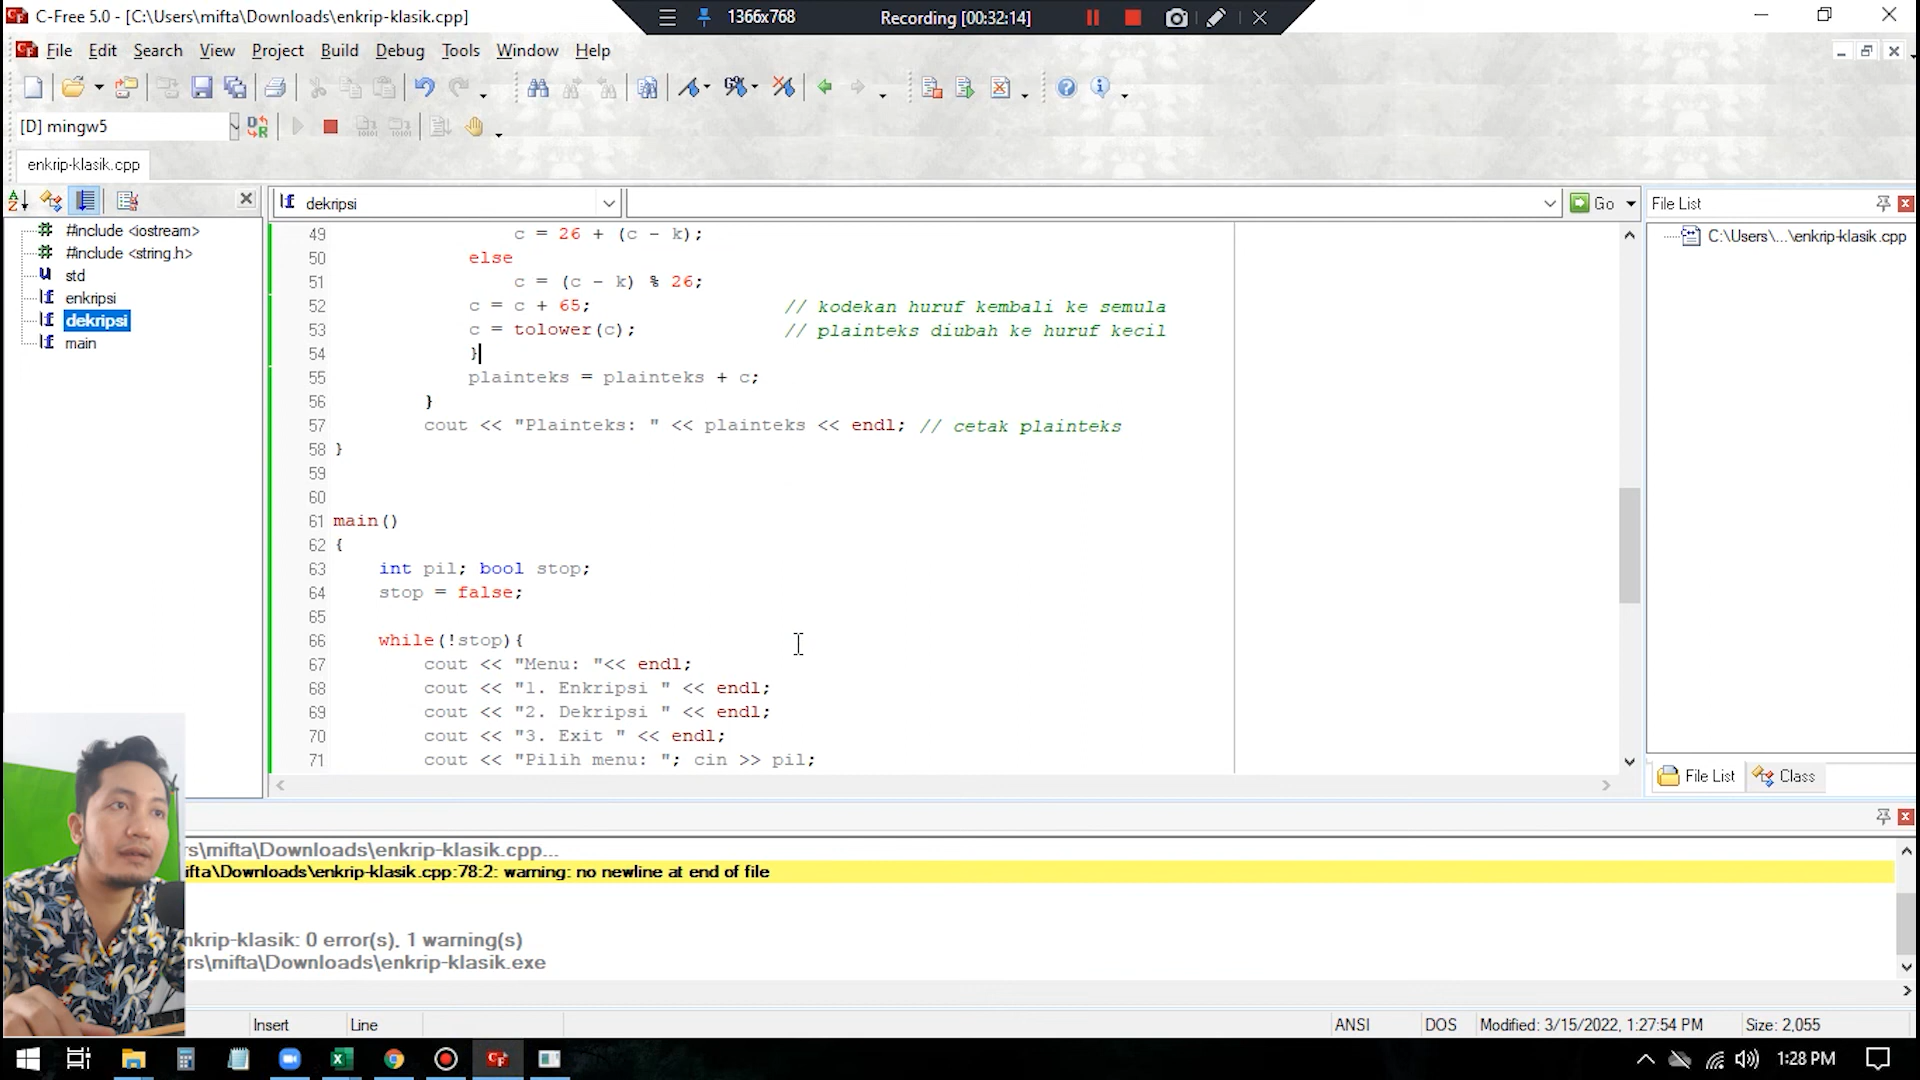 C-Free 5.0 - [C:\Users\mifta\Downloads\enkrip-klasik.cpp]
1366x768
Recording [00:32:14]
File Edit Search View Project Build Debug Tools Window Help
[D] mingw5
enkrip-klasik.cpp
dekripsi
Go
File List
#include <iostream>
#include <string.h>
std
enkripsi
dekripsi
main
C:\Users\...\enkrip-klasik.cpp
49 c = 26 + (c - k);
50 else
51 c = (c - k) % 26;
52 c = c + 65; // kodekan huruf kembali ke semula
53 c = tolower(c); // plainteks diubah ke huruf kecil
54 }
55 plainteks = plainteks + c;
56 }
57 cout << "Plainteks: " << plainteks << endl; // cetak plainteks
58 }
59
60
61 main()
62 {
63 int pil; bool stop;
64 stop = false;
65
66 while(!stop){
67 cout << "Menu: "<< endl;
68 cout << "1. Enkripsi " << endl;
69 cout << "2. Dekripsi " << endl;
70 cout << "3. Exit " << endl;
71 cout << "Pilih menu: "; cin >> pil;
File List Class
rs\mifta\Downloads\enkrip-klasik.cpp...
ifta\Downloads\enkrip-klasik.cpp:78:2: warning: no newline at end of file
nkrip-klasik: 0 error(s), 1 warning(s)
rs\mifta\Downloads\enkrip-klasik.exe
Insert Line ANSI DOS Modified: 3/15/2022, 1:27:54 PM Size: 2,055
1:28 PM